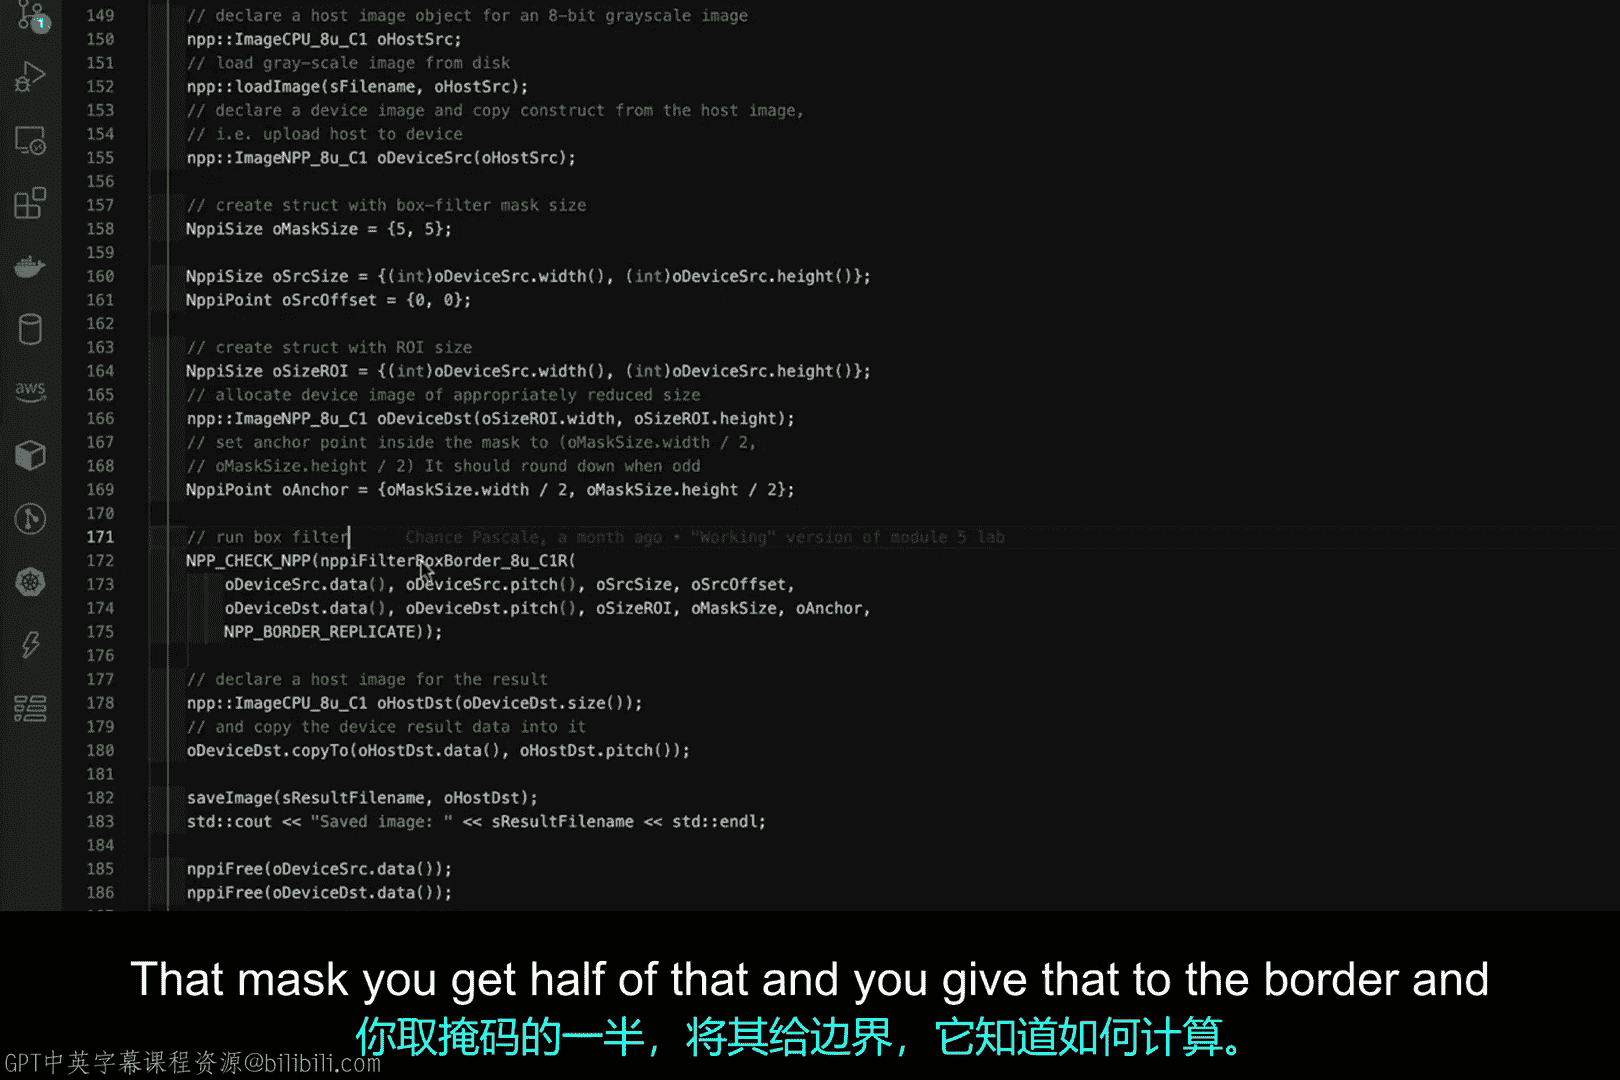 1
aws
149 // declare a host image object for an 8-bit grayscale image
150 npp::ImageCPU_8u_C1 oHostSrc;
151 // load gray-scale image from disk
152 npp::loadImage(sFilename, oHostSrc);
153 // declare a device image and copy construct from the host image,
154 // i.e. upload host to device
155 npp::ImageNPP_8u_C1 oDeviceSrc(oHostSrc);
156
157 // create struct with box-filter mask size
158 NppiSize oMaskSize = {5, 5};
159
160 NppiSize oSrcSize = {(int)oDeviceSrc.width(), (int)oDeviceSrc.height()};
161 NppiPoint oSrcOffset = {0, 0};
162
163 // create struct with ROI size
164 NppiSize oSizeROI = {(int)oDeviceSrc.width(), (int)oDeviceSrc.height()};
165 // allocate device image of appropriately reduced size
166 npp::ImageNPP_8u_C1 oDeviceDst(oSizeROI.width, oSizeROI.height);
167 // set anchor point inside the mask to (oMaskSize.width / 2,
168 // oMaskSize.height / 2) It should round down when odd
169 NppiPoint oAnchor = {oMaskSize.width / 2, oMaskSize.height / 2};
170
171 // run box filter Chance Pascale, a month ago • "Working" version of module 5 lab
172 NPP_CHECK_NPP(nppiFilterBoxBorder_8u_C1R(
173 oDeviceSrc.data(), oDeviceSrc.pitch(), oSrcSize, oSrcOffset,
174 oDeviceDst.data(), oDeviceDst.pitch(), oSizeROI, oMaskSize, oAnchor,
175 NPP_BORDER_REPLICATE));
176
177 // declare a host image for the result
178 npp::ImageCPU_8u_C1 oHostDst(oDeviceDst.size());
179 // and copy the device result data into it
180 oDeviceDst.copyTo(oHostDst.data(), oHostDst.pitch());
181
182 saveImage(sResultFilename, oHostDst);
183 std::cout << "Saved image: " << sResultFilename << std::endl;
184
185 nppiFree(oDeviceSrc.data());
186 nppiFree(oDeviceDst.data());
That mask you get half of that and you give that to the border and
你取掩码的一半，将其给边界，它知道如何计算。
GPT中英字幕课程资源@bilibili.com